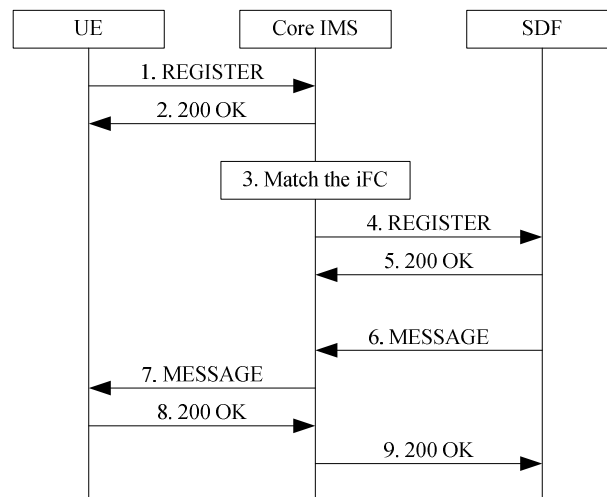 UE
Core IMS
SDF
1. REGISTER
2. 200 OK
3. Match the iFC
4. REGISTER
5. 200 OK
6. MESSAGE
7. MESSAGE
8. 200 OK
9. 200 OK